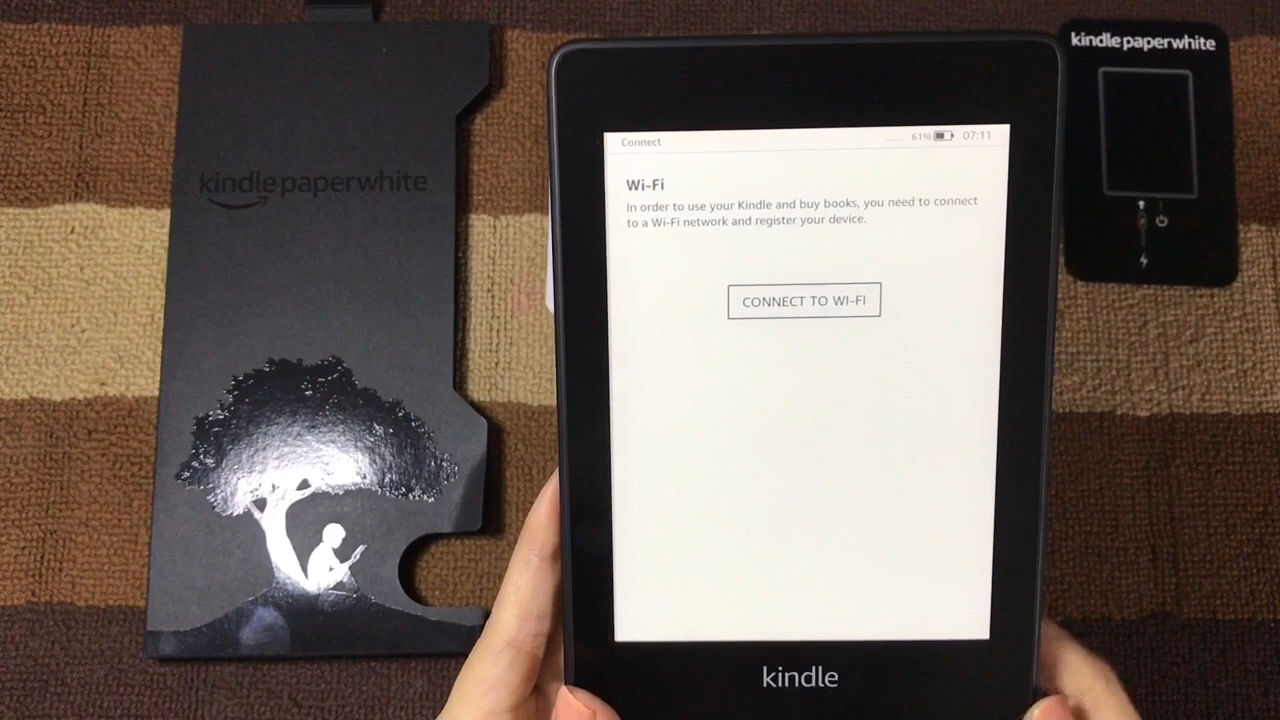 kindle paperwhite
Connect
61%
07:11
Wi-Fi
In order to use your Kindle and buy books, you need to connect
to a Wi-Fi network and register your device.
CONNECT TO WI-FI
kindle
kindle paperwhite